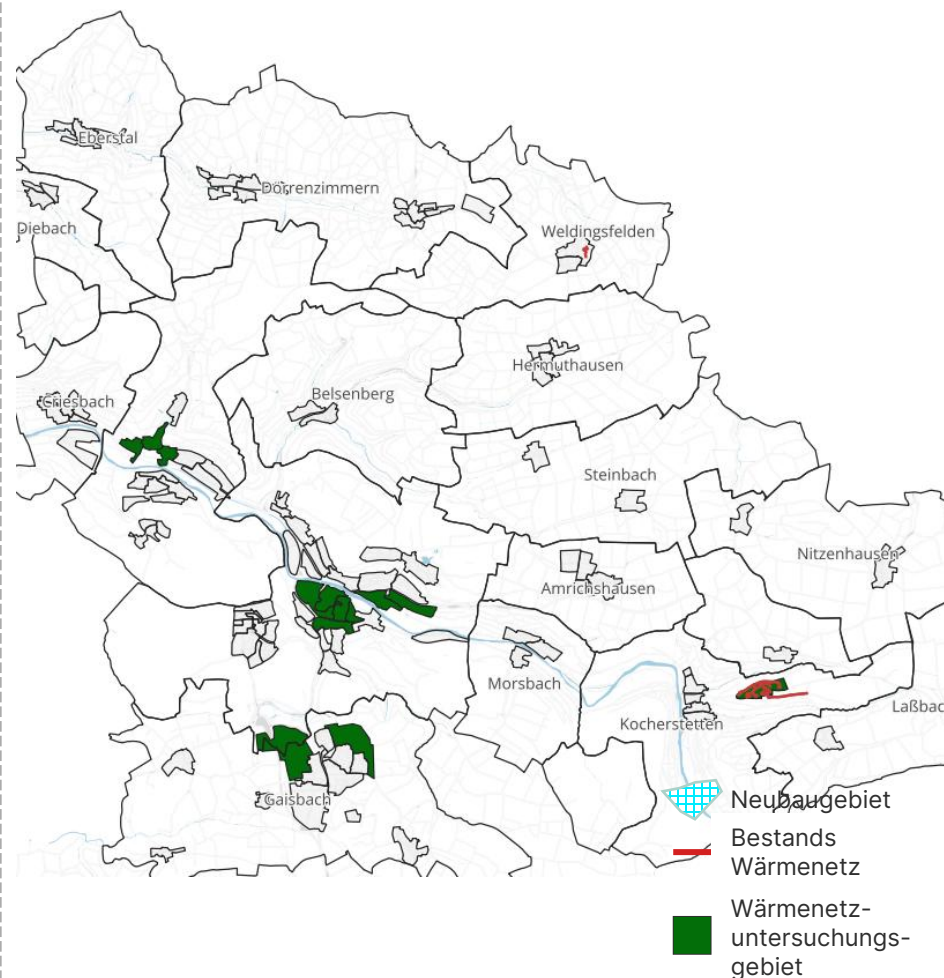 Eberstal
Dörrenzimmern
Diebach
Weldingsfelden
Hermuthausen
Criesbach
Belsenberg
Steinbach
Nitzenhausen
Amrichshausen
Morsbach
Laßbac
Kocherstetten
Gaisbach
Neubaugebiet
Bestands
Wärmenetz
Wärmenetz-
untersuchungs-
gebiet